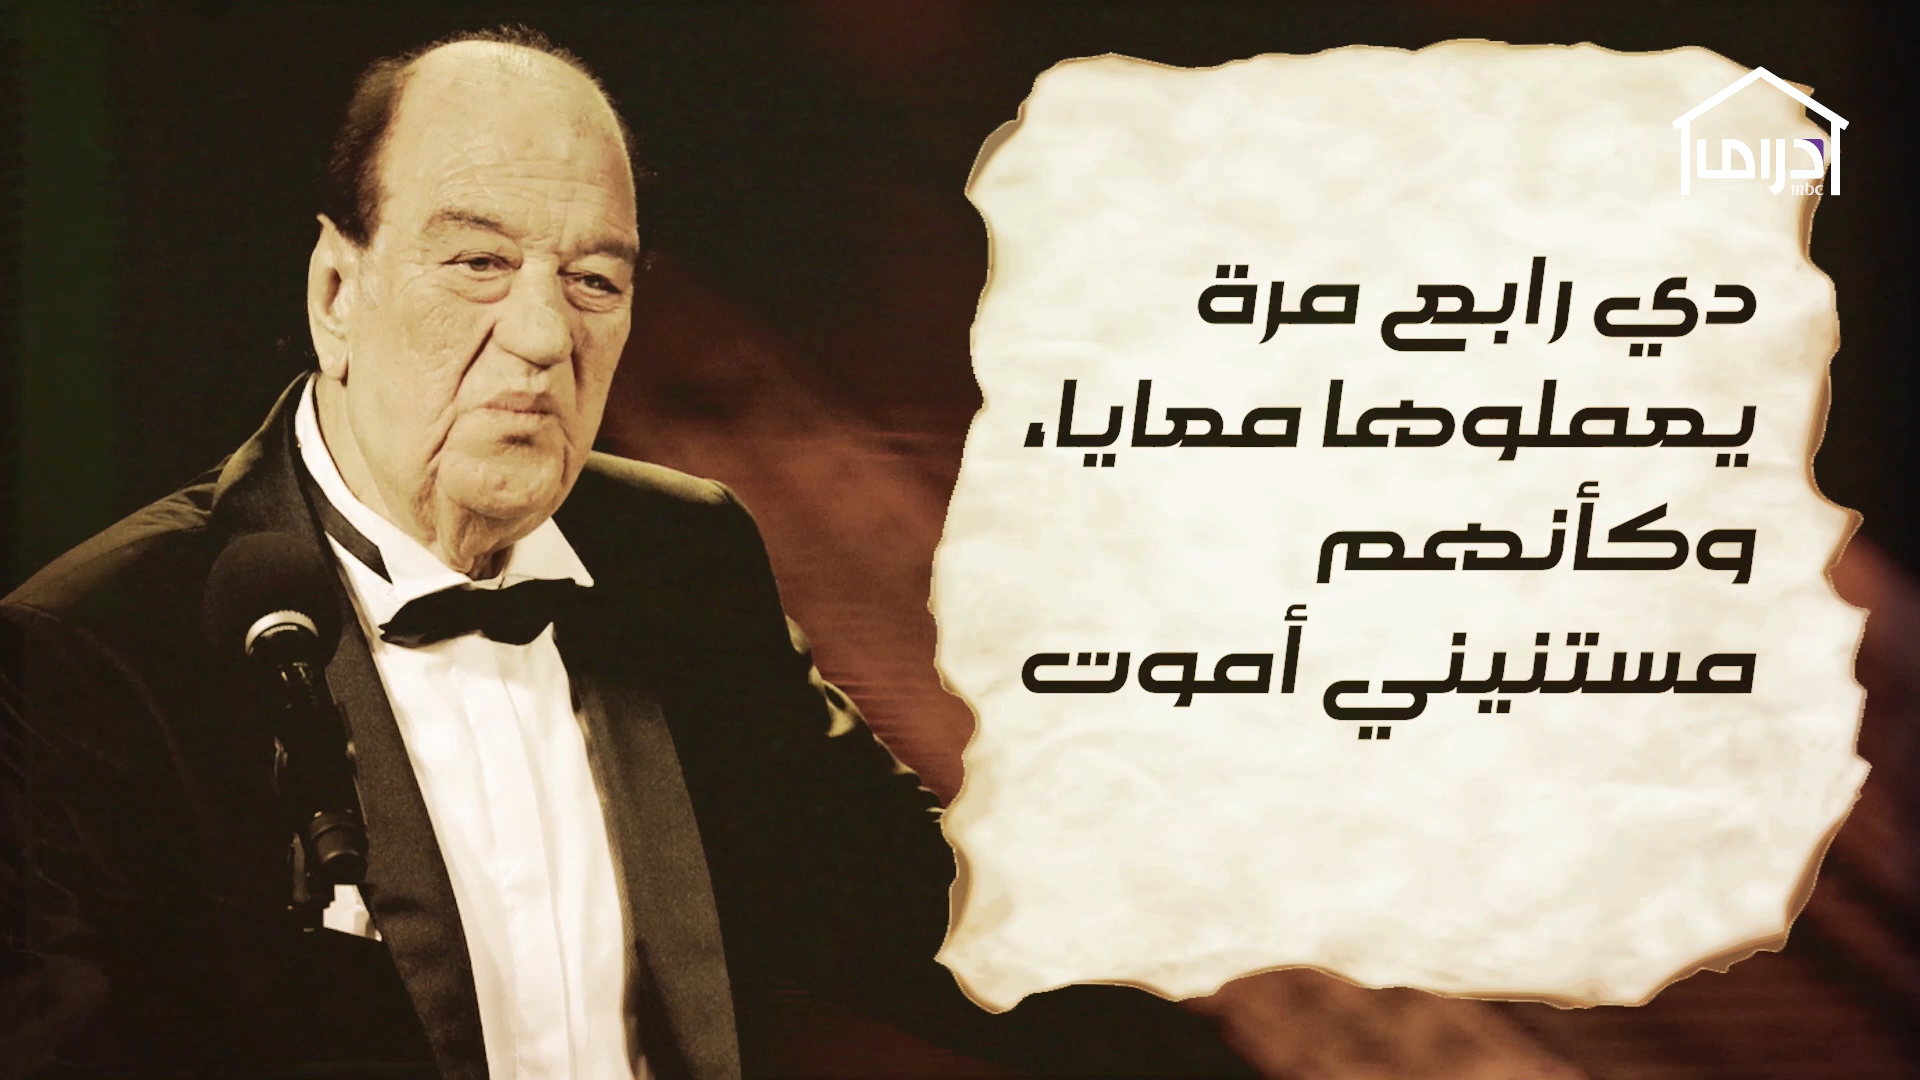 دراما
mbc
دي رابع مرة
يعملوها معايا،
وكأنهم
مستنيني أموت